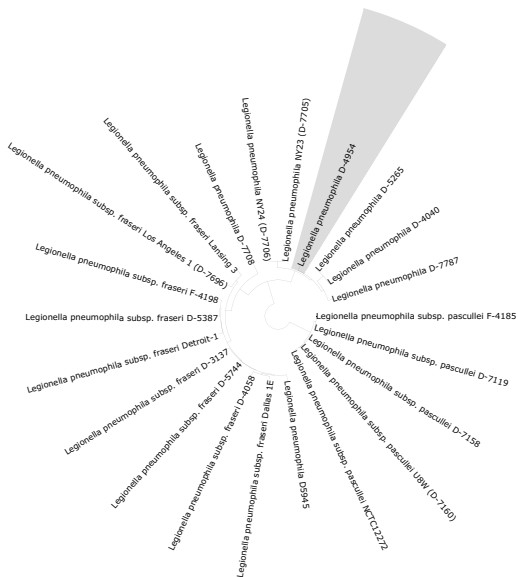 Legionella pneumophila NY23 (D-7705)
Legionella pneumophila D-4954
Legionella pneumophila D-5265
Legionella pneumophila D-4040
Legionella pneumophila D-7787
Legionella pneumophila subsp. pascullei F-4185
Legionella pneumophila subsp. pascullei D-7119
Legionella pneumophila subsp. pascullei D-7158
Legionella pneumophila subsp. pascullei U8W (D-7160)
Legionella pneumophila subsp. pascullei NCTC12272
Legionella pneumophila D5945
Legionella pneumophila subsp. fraseri Dallas 1E
Legionella pneumophila subsp. fraseri D-4058
Legionella pneumophila subsp. fraseri D-5744
Legionella pneumophila subsp. fraseri D-3137
Legionella pneumophila subsp. fraseri Detroit-1
Legionella pneumophila subsp. fraseri D-5387
Legionella pneumophila subsp. fraseri F-4198
Legionella pneumophila subsp. fraseri Los Angeles 1 (D-7696)
Legionella pneumophila subsp. fraseri Lansing 3
Legionella pneumophila D-7708
Legionella pneumophila NY24 (D-7706)